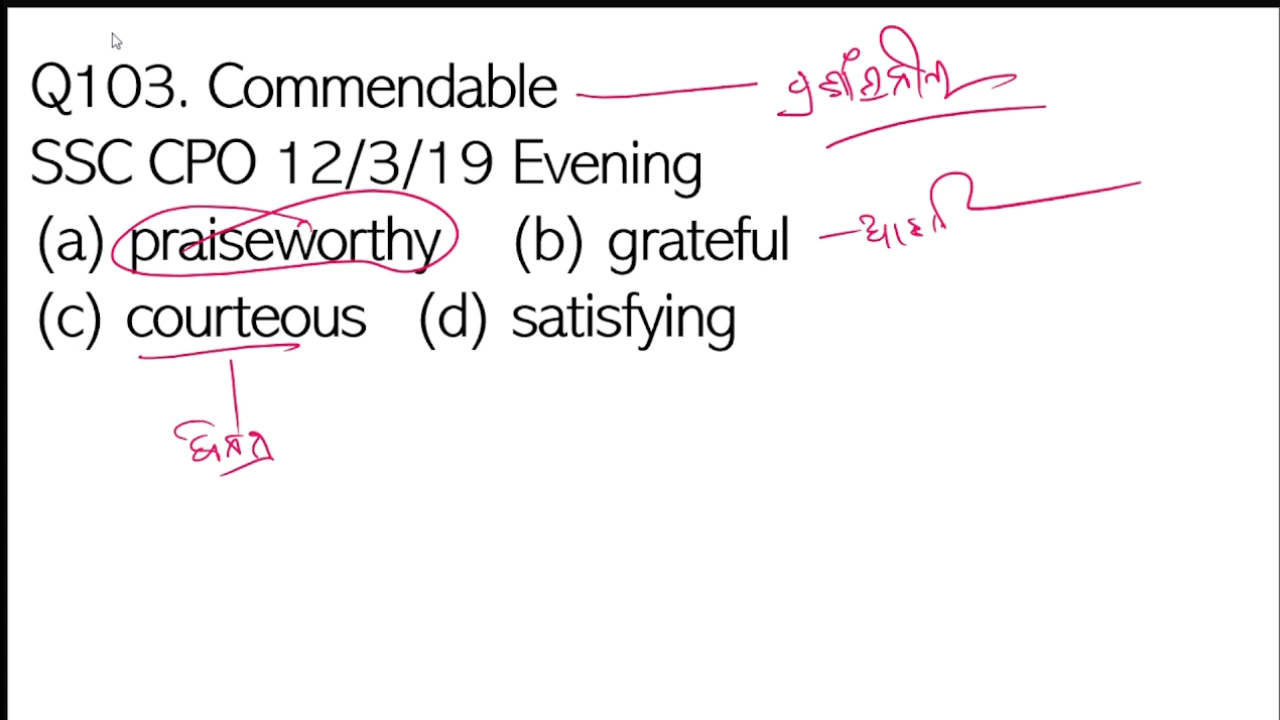 Q103. Commendable
SSC CPO 12/3/19 Evening
(a) praiseworthy (b) grateful
(c) courteous (d) satisfying